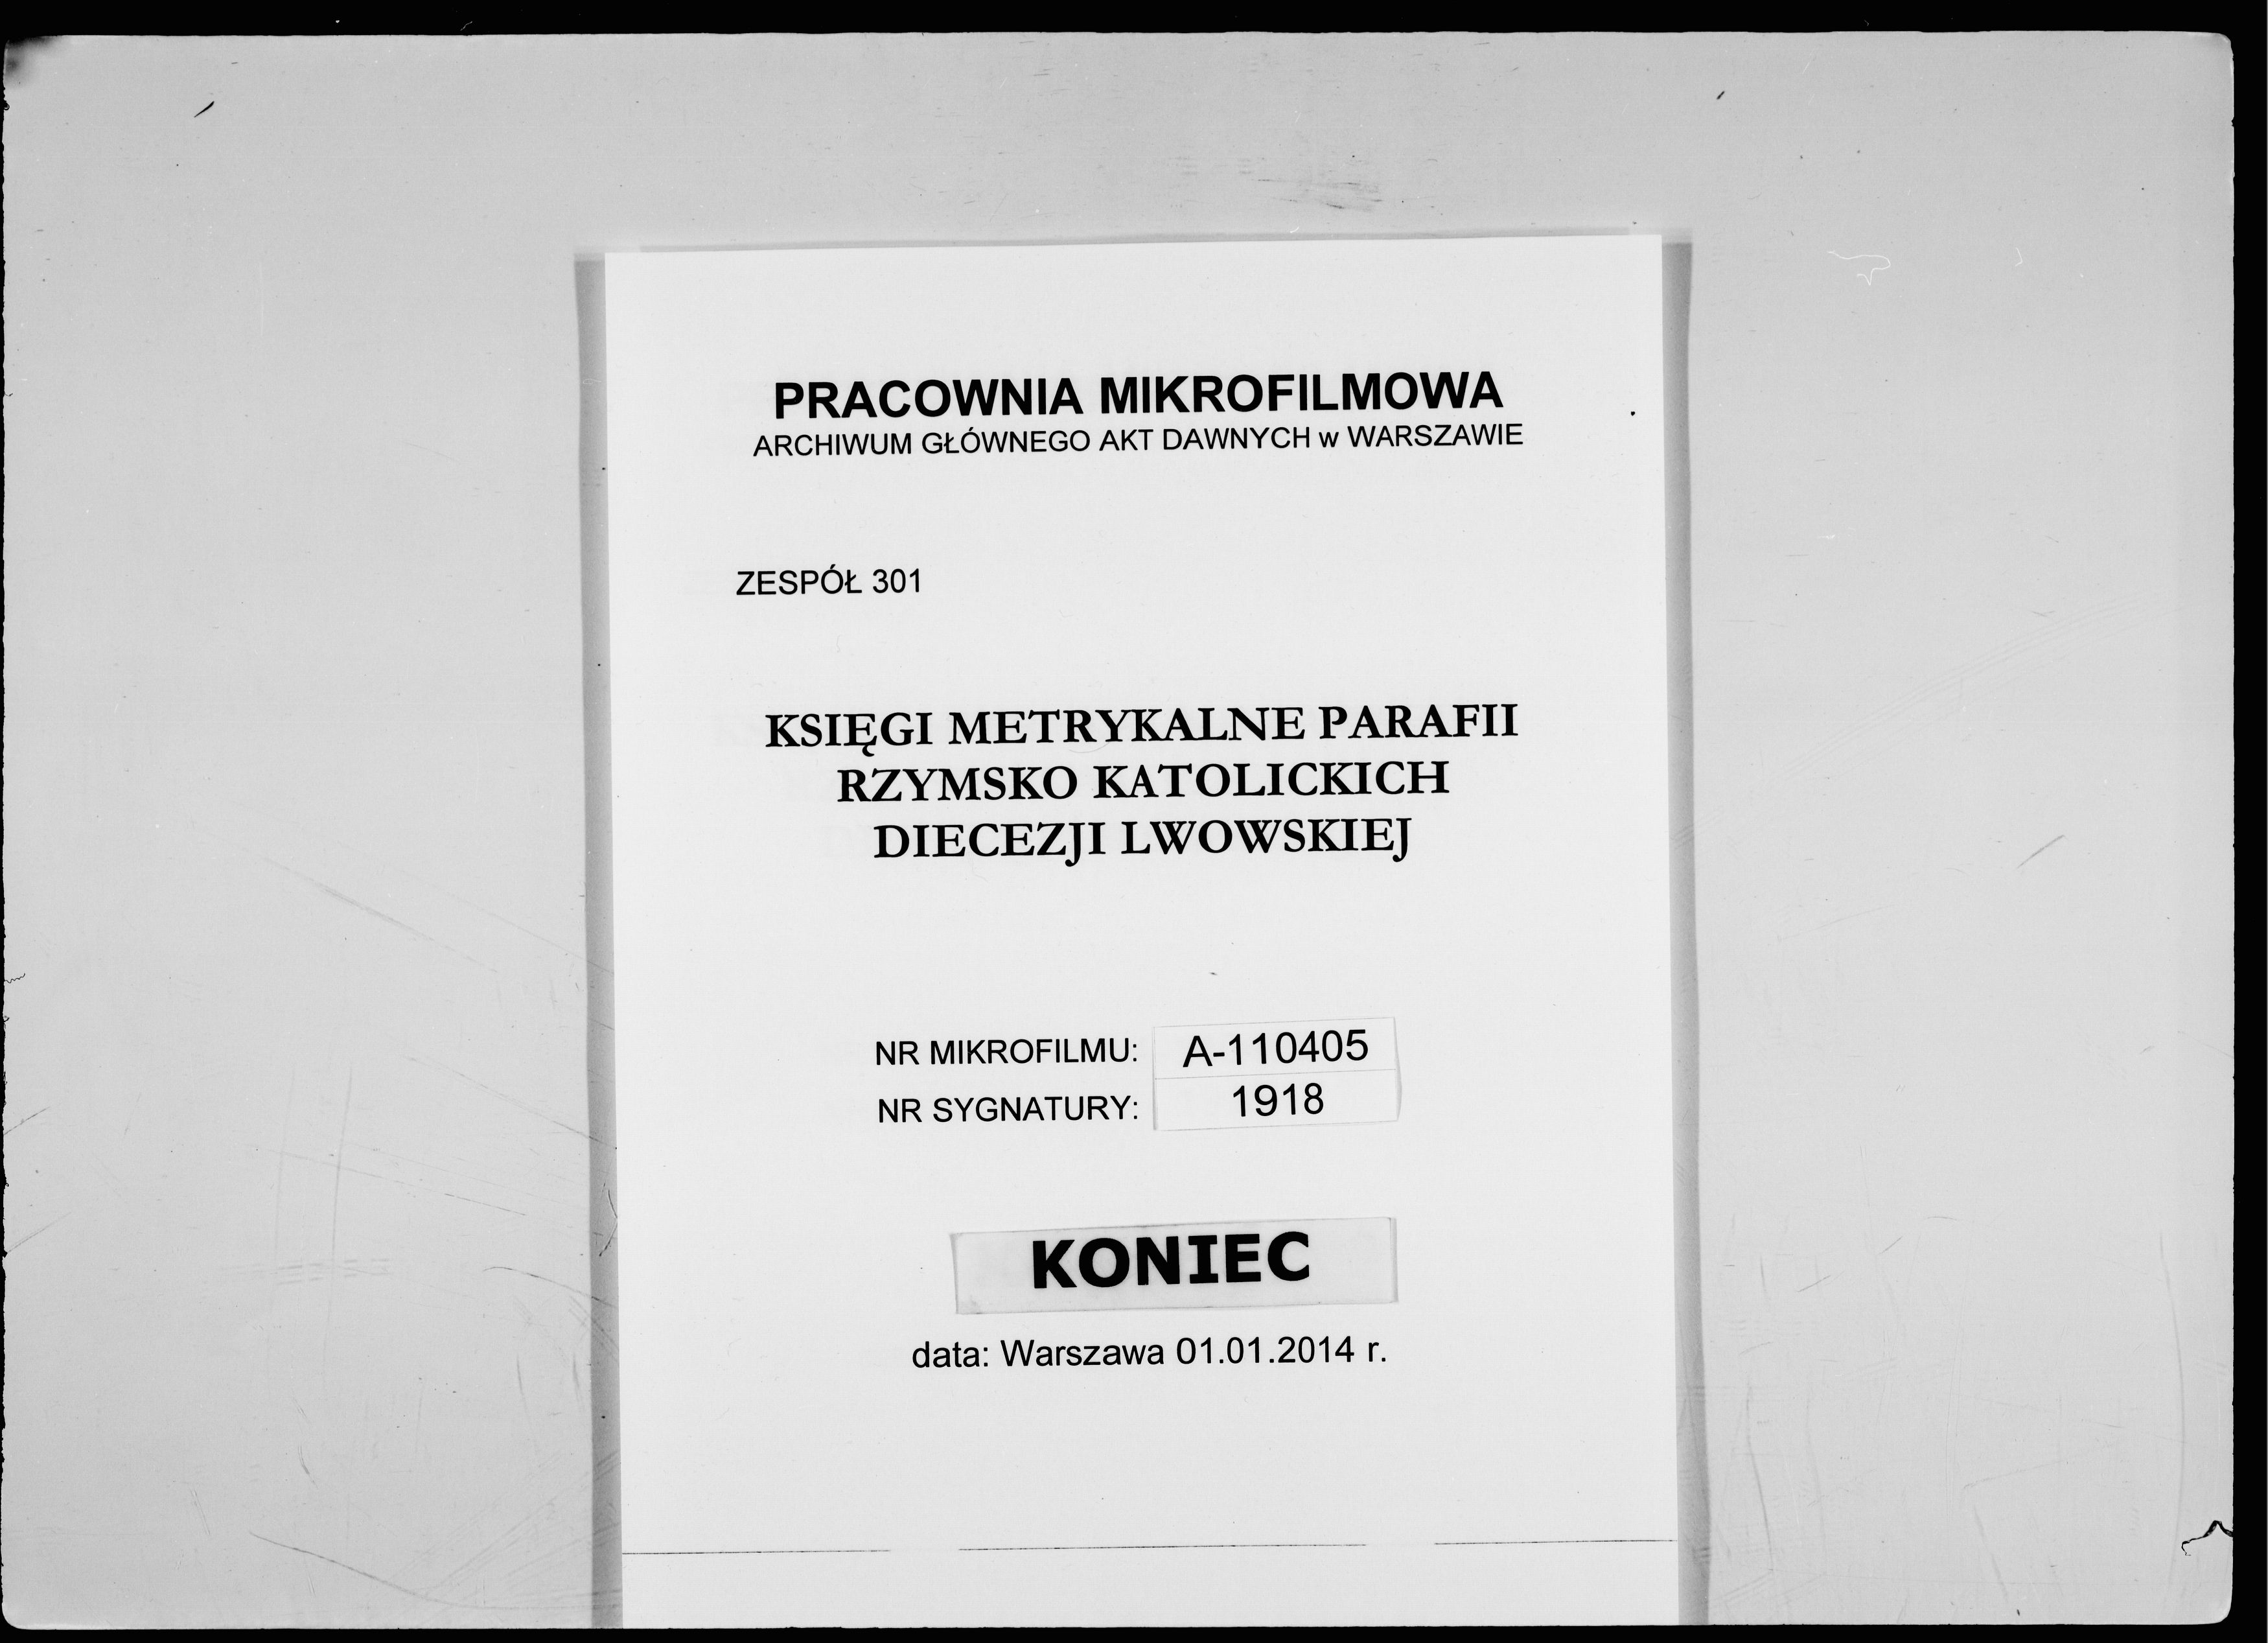 PRACOWNIA MIKROFILMOWA
ARCHIWUM GŁÓWNEGO AKT DAWNYCH w WARSZAWIE
ZESPÓŁ 301
KSIĘGI METRYKALNE PARAFII
RZYMSKO KATOLICKICH
DIECEZJI LWOWSKIEJ
NR MIKROFILMU: A-110405
NR SYGNATURY: 1918
KONIEC
data: Warszawa 01.01.2014 r.